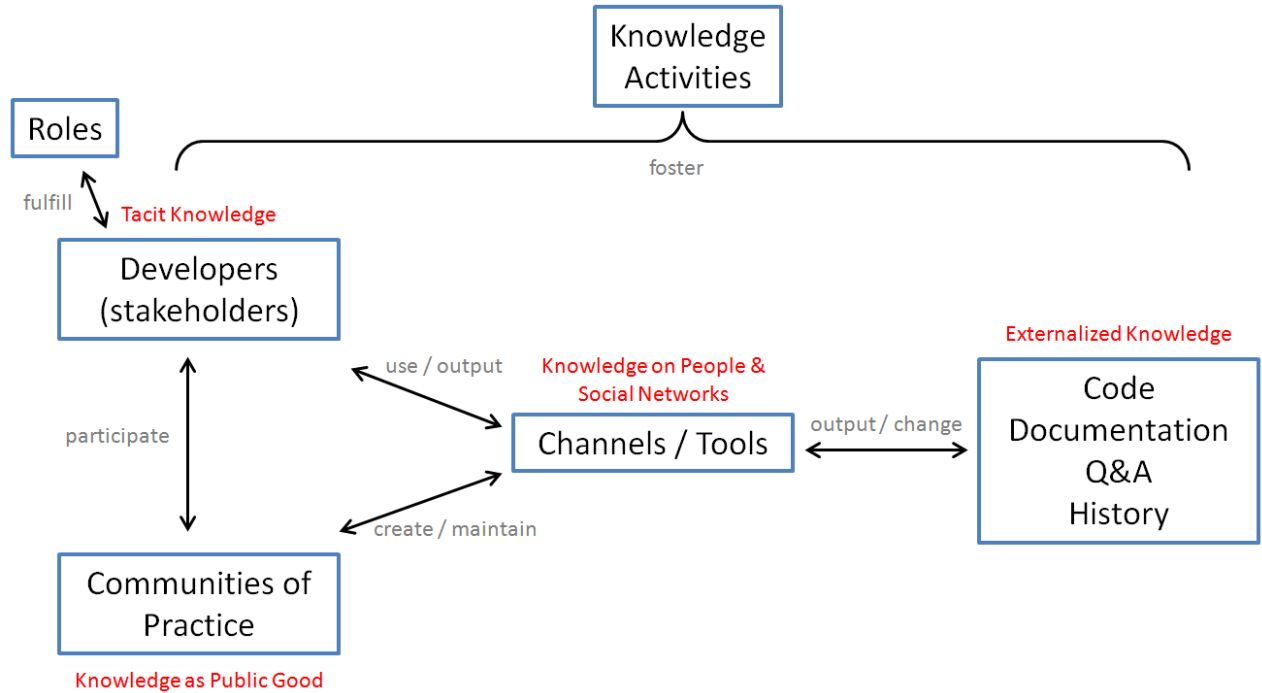 Knowledge
Activities
Roles
foster
fulfill
Tacit Knowledge
Developers
(stakeholders)
Externalized Knowledge
use / output
Knowledge on People &
Social Networks
Code
Documentation
Q&A
History
output / change
participate
Channels / Tools
create / maintain
Communities of
Practice
Knowledge as Public Good